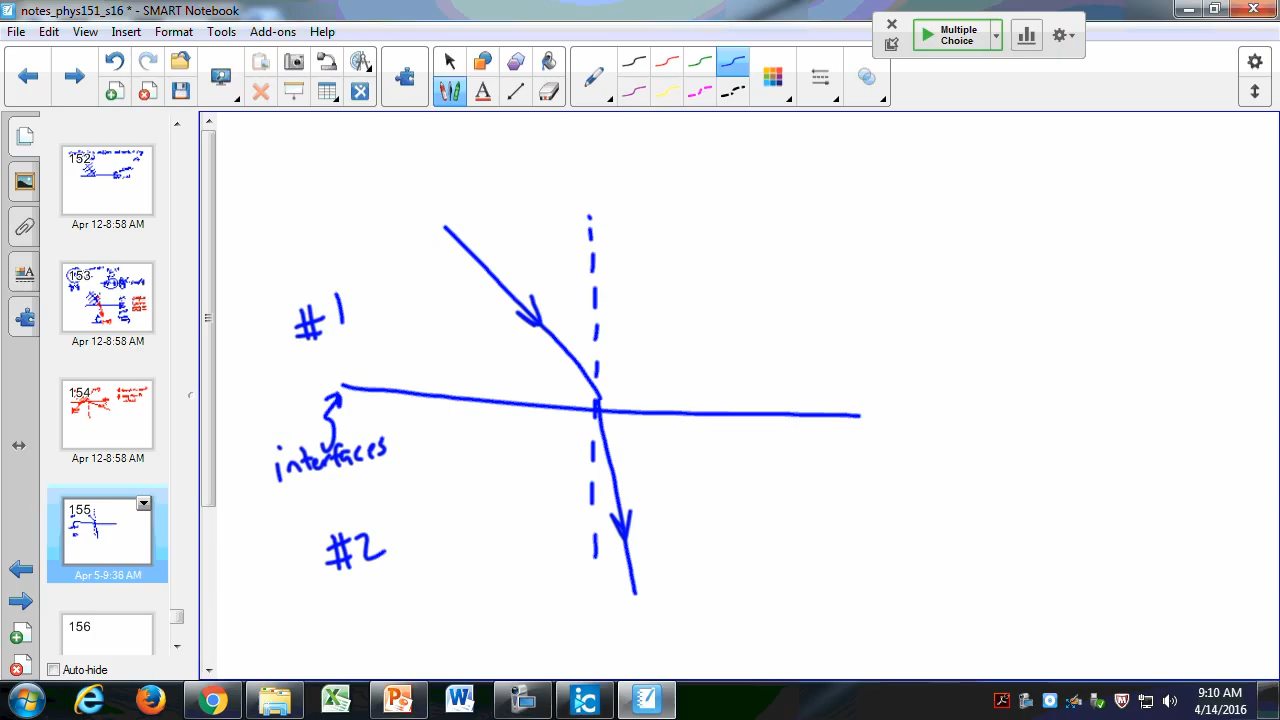 notes_phys151_s16 * - SMART Notebook
File Edit View Insert Format Tools Add-ons Help
Multiple
Choice
152
Apr 12-8:58 AM
153
Apr 12-8:58 AM
154
Apr 12-8:58 AM
155
Apr 5-9:36 AM
156
Auto-hide
#1
interfaces
#2
9:10 AM
4/14/2016